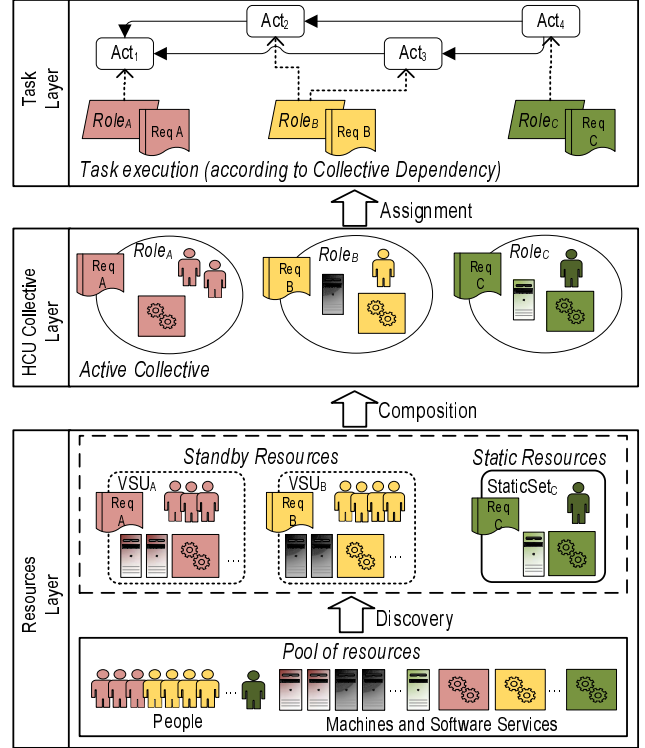 Task
Layer
Act2
Act4
Act1
Act3
RoleA
Req A
RoleB
Req B
RoleC
Req
C
Task execution (according to Collective Dependency)
Assignment
HCU Collective
Layer
RoleA
Req
A
RoleB
Req
B
RoleC
Req
C
Active Collective
Composition
Resources
Layer
Standby Resources
Static Resources
VSUA
Req
A
...
VSUB
Req
B
...
StaticSetC
Req
C
Discovery
Pool of resources
...
...
...
People
Machines and Software Services